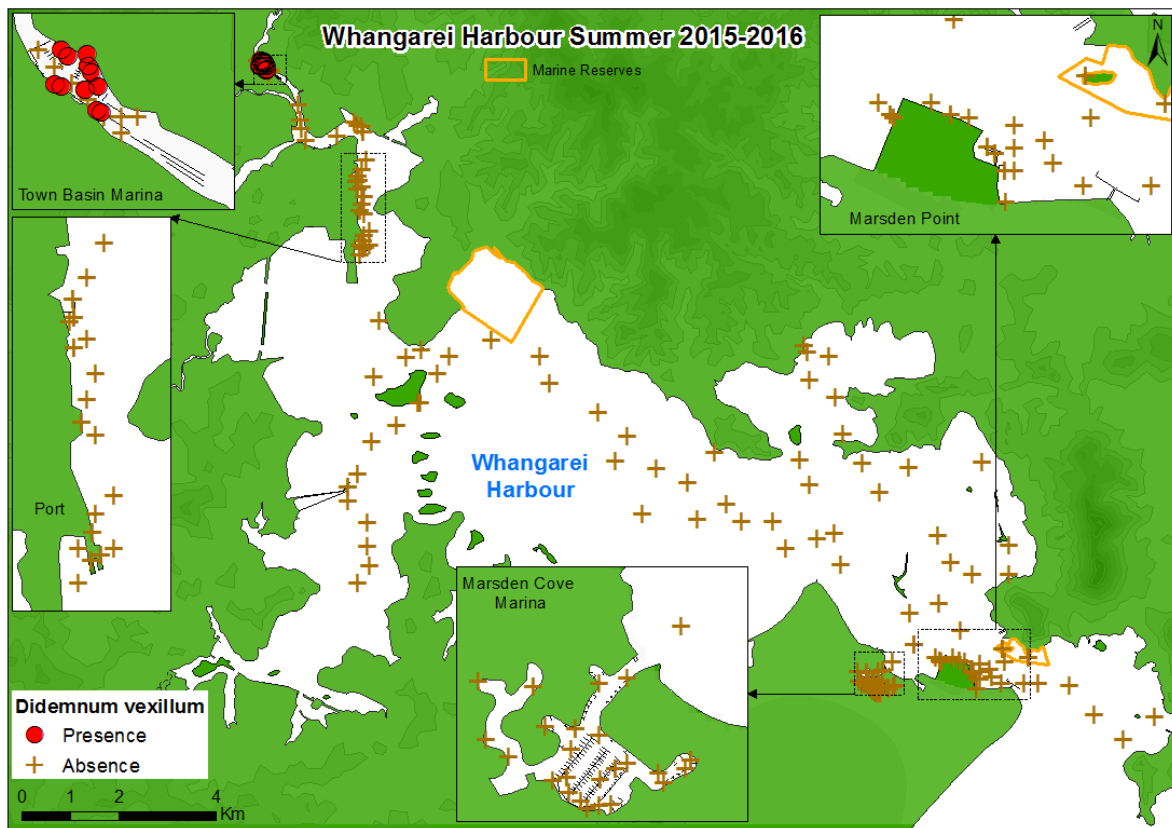 Whangarei Harbour Summer 2015-2016
Marine Reserves
N
Town Basin Marina
Marsden Point
Port
Whangarei
Harbour
Marsden Cove
Marina
Didemnum vexillum
Presence
Absence
0 1 2 4
Km